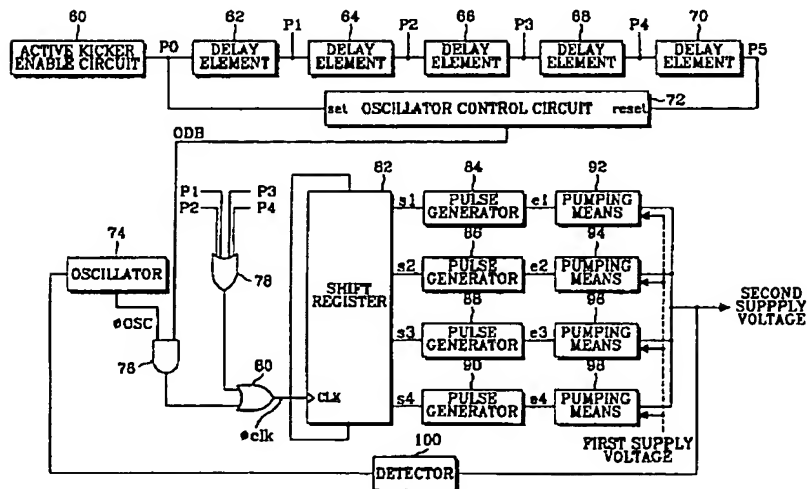 60 62 64 66 68 70
P1 P2 P3 P4
ACTIVE KICKER
ENABLE CIRCUIT
P0
DELAY
ELEMENT
DELAY
ELEMENT
DELAY
ELEMENT
DELAY
ELEMENT
DELAY
ELEMENT
P5
set OSCILLATOR CONTROL CIRCUIT reset
72
ODB
P1 P3
P2 P4
74
OSCILLATOR
øOSC
78
78
80
øclk
82
SHIFT
REGISTER
CLK
84
92
s1
PULSE
GENERATOR
e1
PUMPING
MEANS
86
94
s2
PULSE
GENERATOR
e2
PUMPING
MEANS
88
98
s3
PULSE
GENERATOR
e3
PUMPING
MEANS
90
98
s4
PULSE
GENERATOR
e4
PUMPING
MEANS
SECOND
SUPPPLY
VOLTAGE
FIRST SUPPLY
VOLTAGE
100
DETECTOR